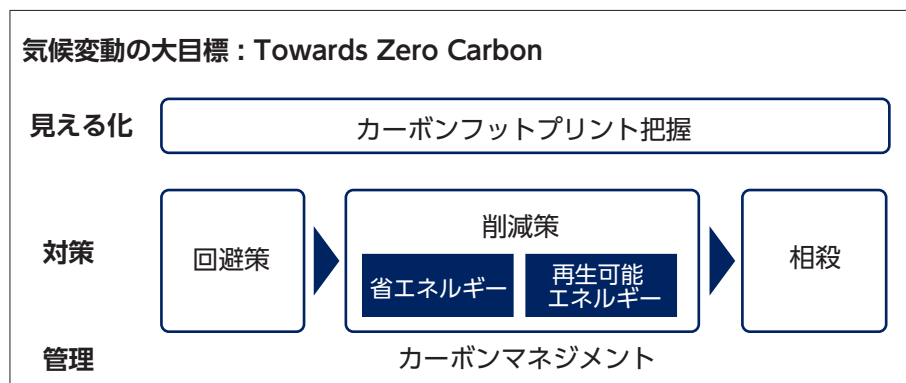 気候変動の大目標：Towards Zero Carbon
見える化
カーボンフットプリント把握
対策
回避策
削減策
省エネルギー
再生可能
エネルギー
相殺
管理
カーボンマネジメント